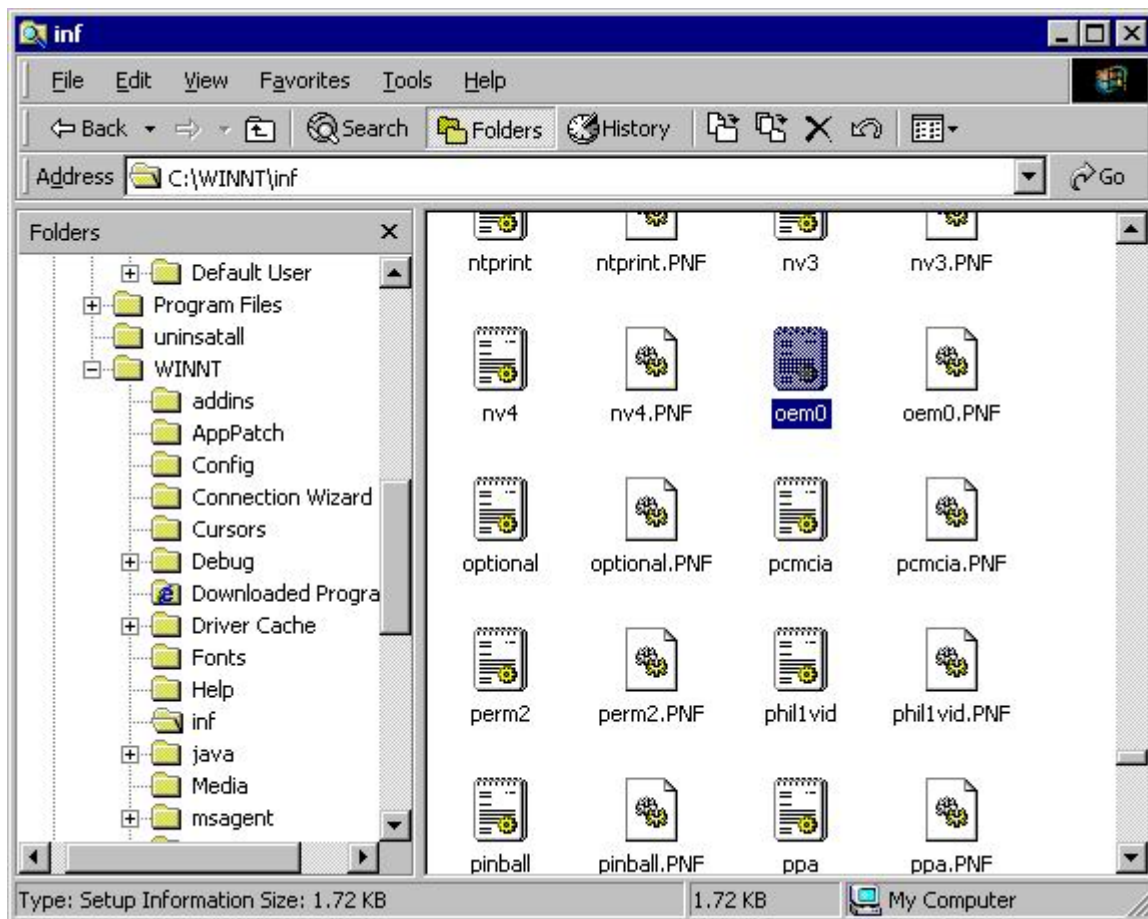 inf
File Edit View Favorites Tools Help
Back Search Folders History
Address C:\WINNT\inf Go
Folders
Default User
Program Files
uninsatall
WINNT
addins
AppPatch
Config
Connection Wizard
Cursors
Debug
Downloaded Progra
Driver Cache
Fonts
Help
inf
java
Media
msagent
ntprint ntprint.PNF nv3 nv3.PNF
nv4 nv4.PNF oem0 oem0.PNF
optional optional.PNF pcmcia pcmcia.PNF
perm2 perm2.PNF phil1vid phil1vid.PNF
pinball pinball.PNF ppa ppa.PNF
Type: Setup Information Size: 1.72 KB 1.72 KB My Computer